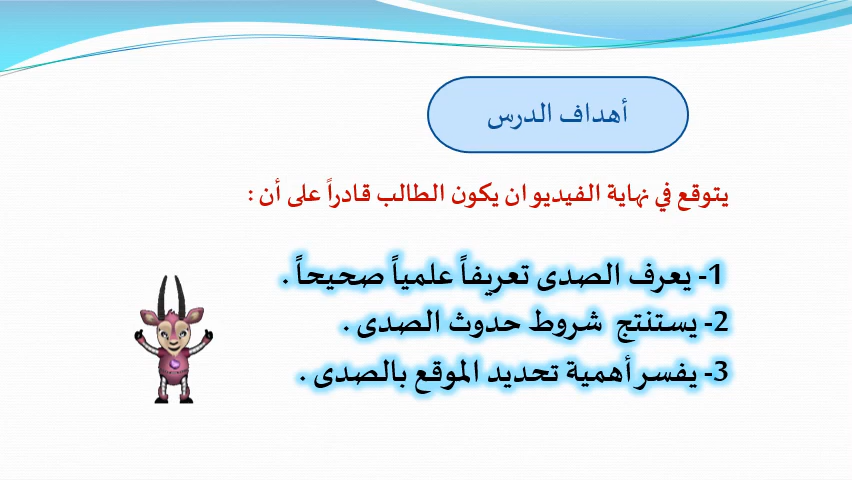 أهداف الدرس
يتوقع في نهاية الفيديو ان يكون الطالب قادراً على أن :
1- يعرف الصدى تعريفاً علمياً صحيحاً .
2- يستنتج شروط حدوث الصدى .
3- يفسر أهمية تحديد الموقع بالصدى .